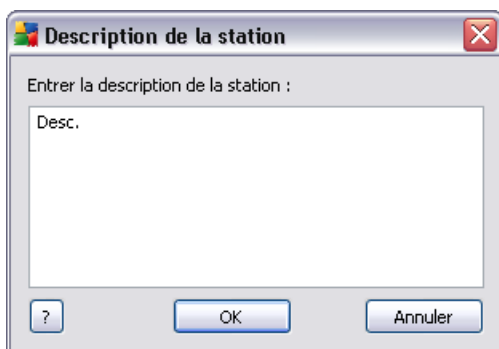 Description de la station
Entrer la description de la station :
Desc.
? OK Annuler